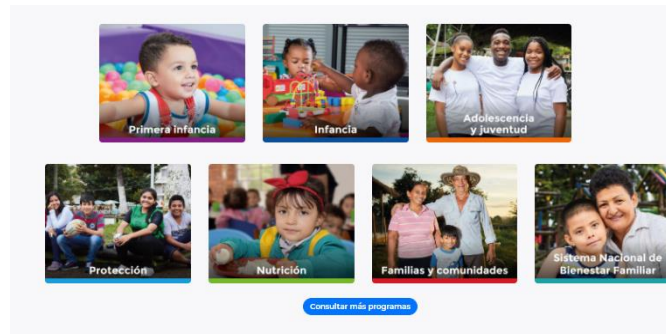 Primera infancia
Infancia
Adolescencia
y juventud
Protección
Nutrición
Familias y comunidades
Sistema Nacional de
Bienestar Familiar
Consultar más programas